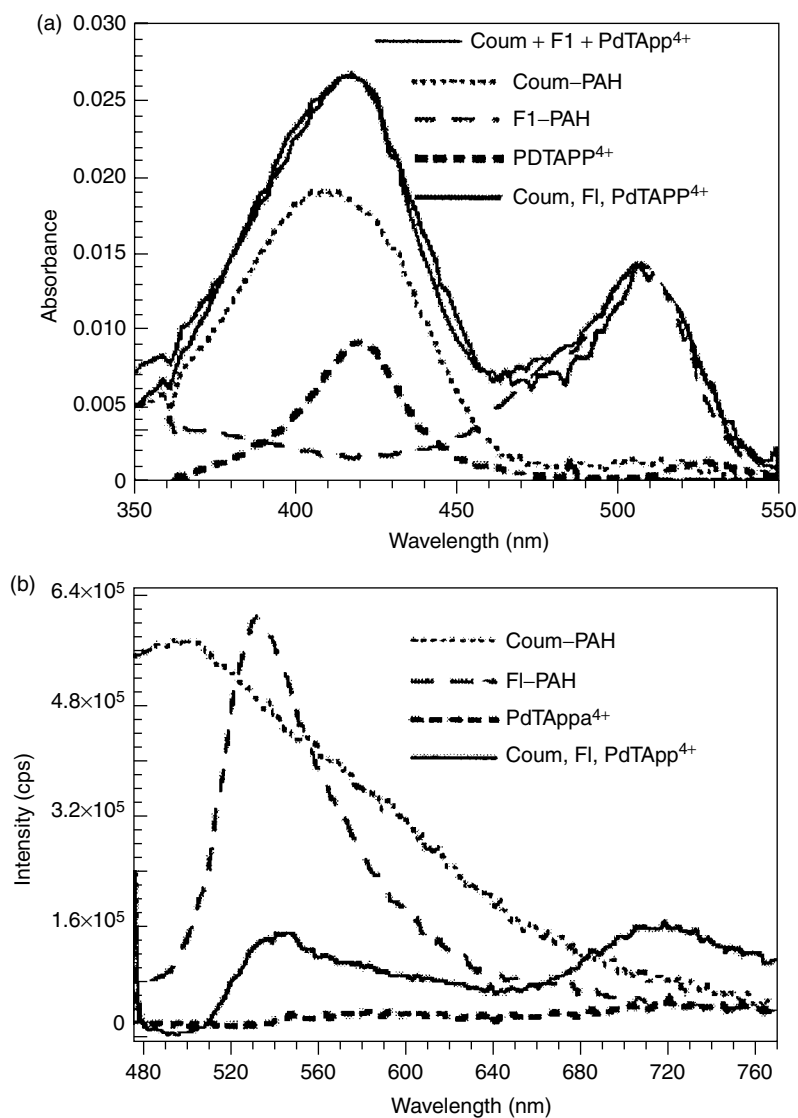 (a)
0.030
0.025
0.020
0.015
0.010
0.005
0
Absorbance
Coum + F1 + PdTApp⁴⁺
Coum–PAH
F1–PAH
PDTAPP⁴⁺
Coum, Fl, PdTAPP⁴⁺
350 400 450 500 550
Wavelength (nm)
(b)
6.4×10⁵
4.8×10⁵
3.2×10⁵
1.6×10⁵
0
Intensity (cps)
Coum–PAH
Fl–PAH
PdTAppa⁴⁺
Coum, Fl, PdTApp⁴⁺
480 520 560 600 640 680 720 760
Wavelength (nm)